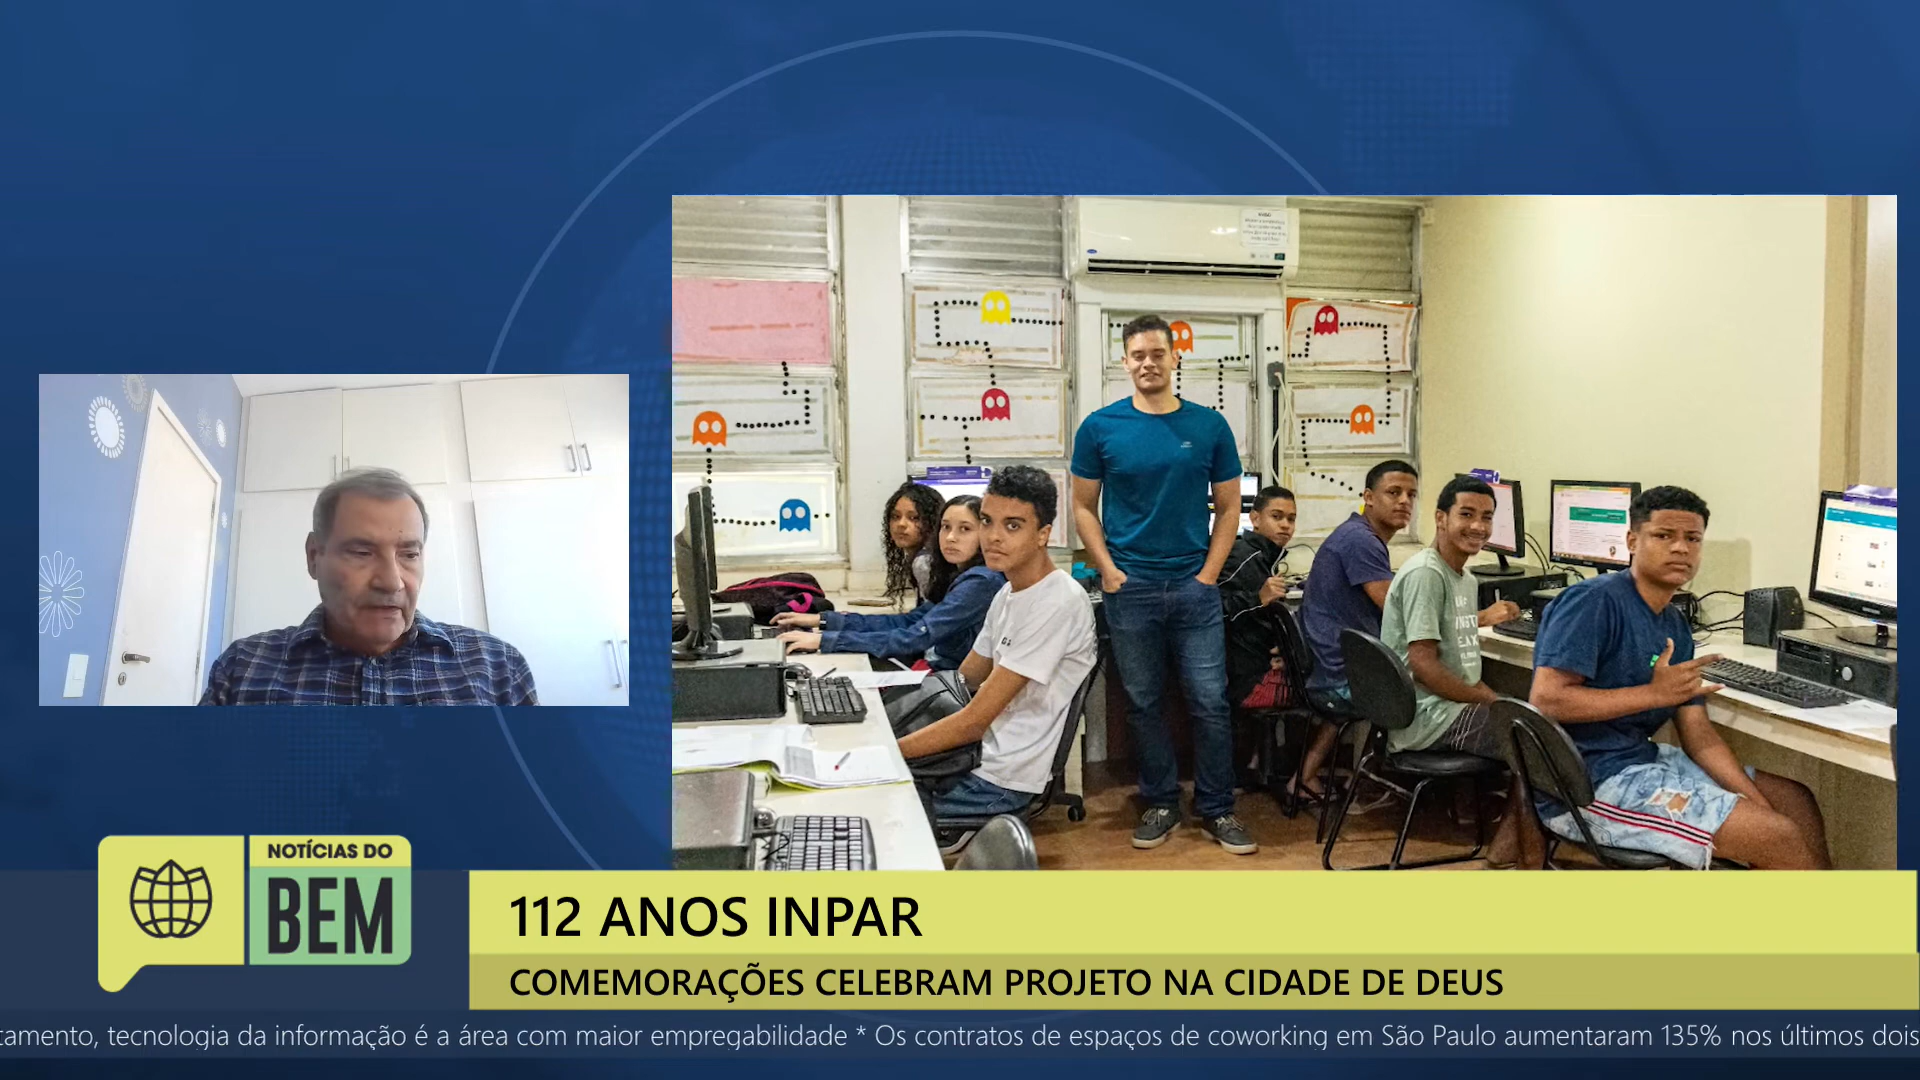 NOTÍCIAS DO
BEM
112 ANOS INPAR
COMEMORAÇÕES CELEBRAM PROJETO NA CIDADE DE DEUS
tamento, tecnologia da informação é a área com maior empregabilidade * Os contratos de espaços de coworking em São Paulo aumentaram 135% nos últimos dois